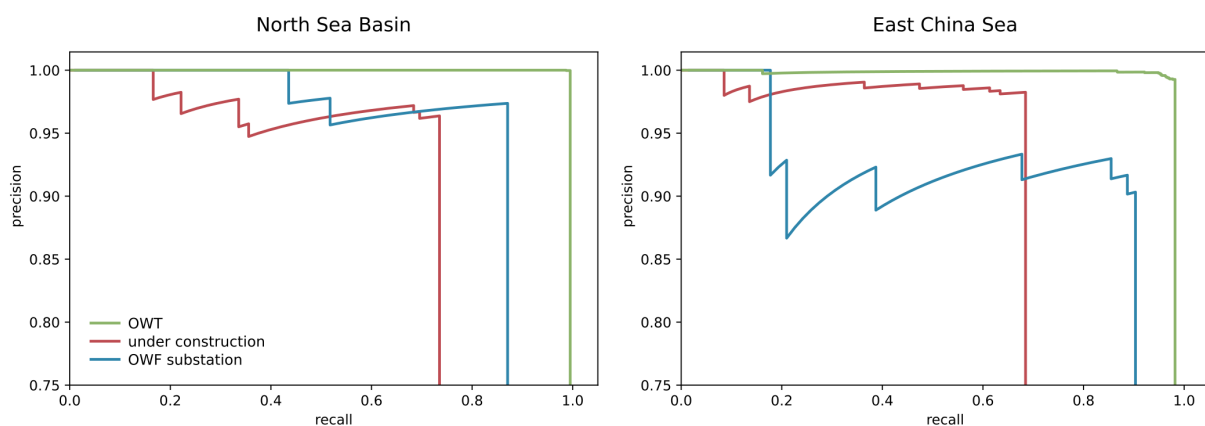 North Sea Basin
1.00
0.95
0.90
0.85
0.80
0.75
precision
OWT
under construction
OWF substation
0.0 0.2 0.4 0.6 0.8 1.0
recall
East China Sea
1.00
0.95
0.90
0.85
0.80
0.75
precision
0.0 0.2 0.4 0.6 0.8 1.0
recall